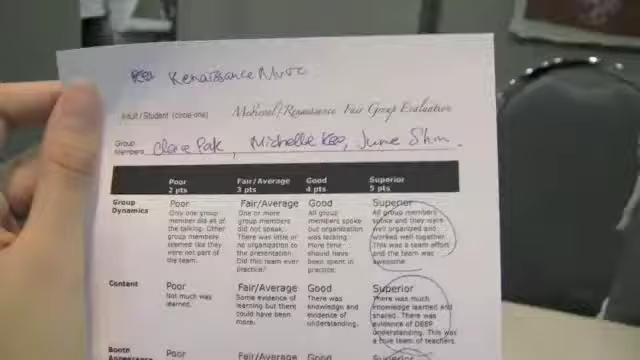 Renaissance Music
Adult/Student (circle one) Medieval/Renaissance Fair Group Evaluation
Group
Members Clare Pak, Michelle Kee, June Shin.
Poor Fair/Average Good Superior
2 pts 3 pts 4 pts 5 pts
Group Poor Fair/Average Good Superior
Dynamics Only one group One or more All group All group members
member did all of group members members spoke spoke and they were
the talking. Other did not speak. but organization well organized and
group members There was little or was lacking. worked well together.
seemed like they no organization to More time This was a team effort
were not part of the presentation. should have and the team was
the team. Did this team ever been spent in awesome.
practice? practice.
Content Poor Fair/Average Good Superior
Not much was Some evidence of There was There was much
learned. learning but there knowledge and knowledge learned and
could have been evidence of shared. There was
more. understanding. evidence of DEEP
understanding. This was
a true team of teachers.
Booth Poor Fair/Average Good Superior
Appearance